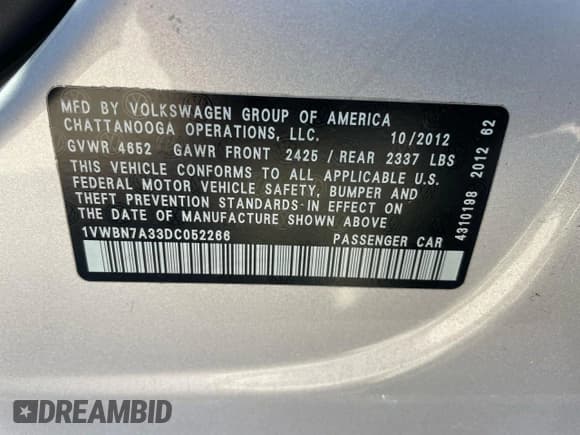 MFD BY VOLKSWAGEN GROUP OF AMERICA
CHATTANOOGA OPERATIONS, LLC. 10/2012
GVWR 4652 GAWR FRONT 2425 / REAR 2337 LBS
THIS VEHICLE CONFORMS TO ALL APPLICABLE U.S.
FEDERAL MOTOR VEHICLE SAFETY, BUMPER AND
THEFT PREVENTION STANDARDS IN EFFECT ON
THE DATE OF MANUFACTURE SHOWN ABOVE
1VWBN7A33DC052266 PASSENGER CAR
4310198 2012 62
DREAMBID